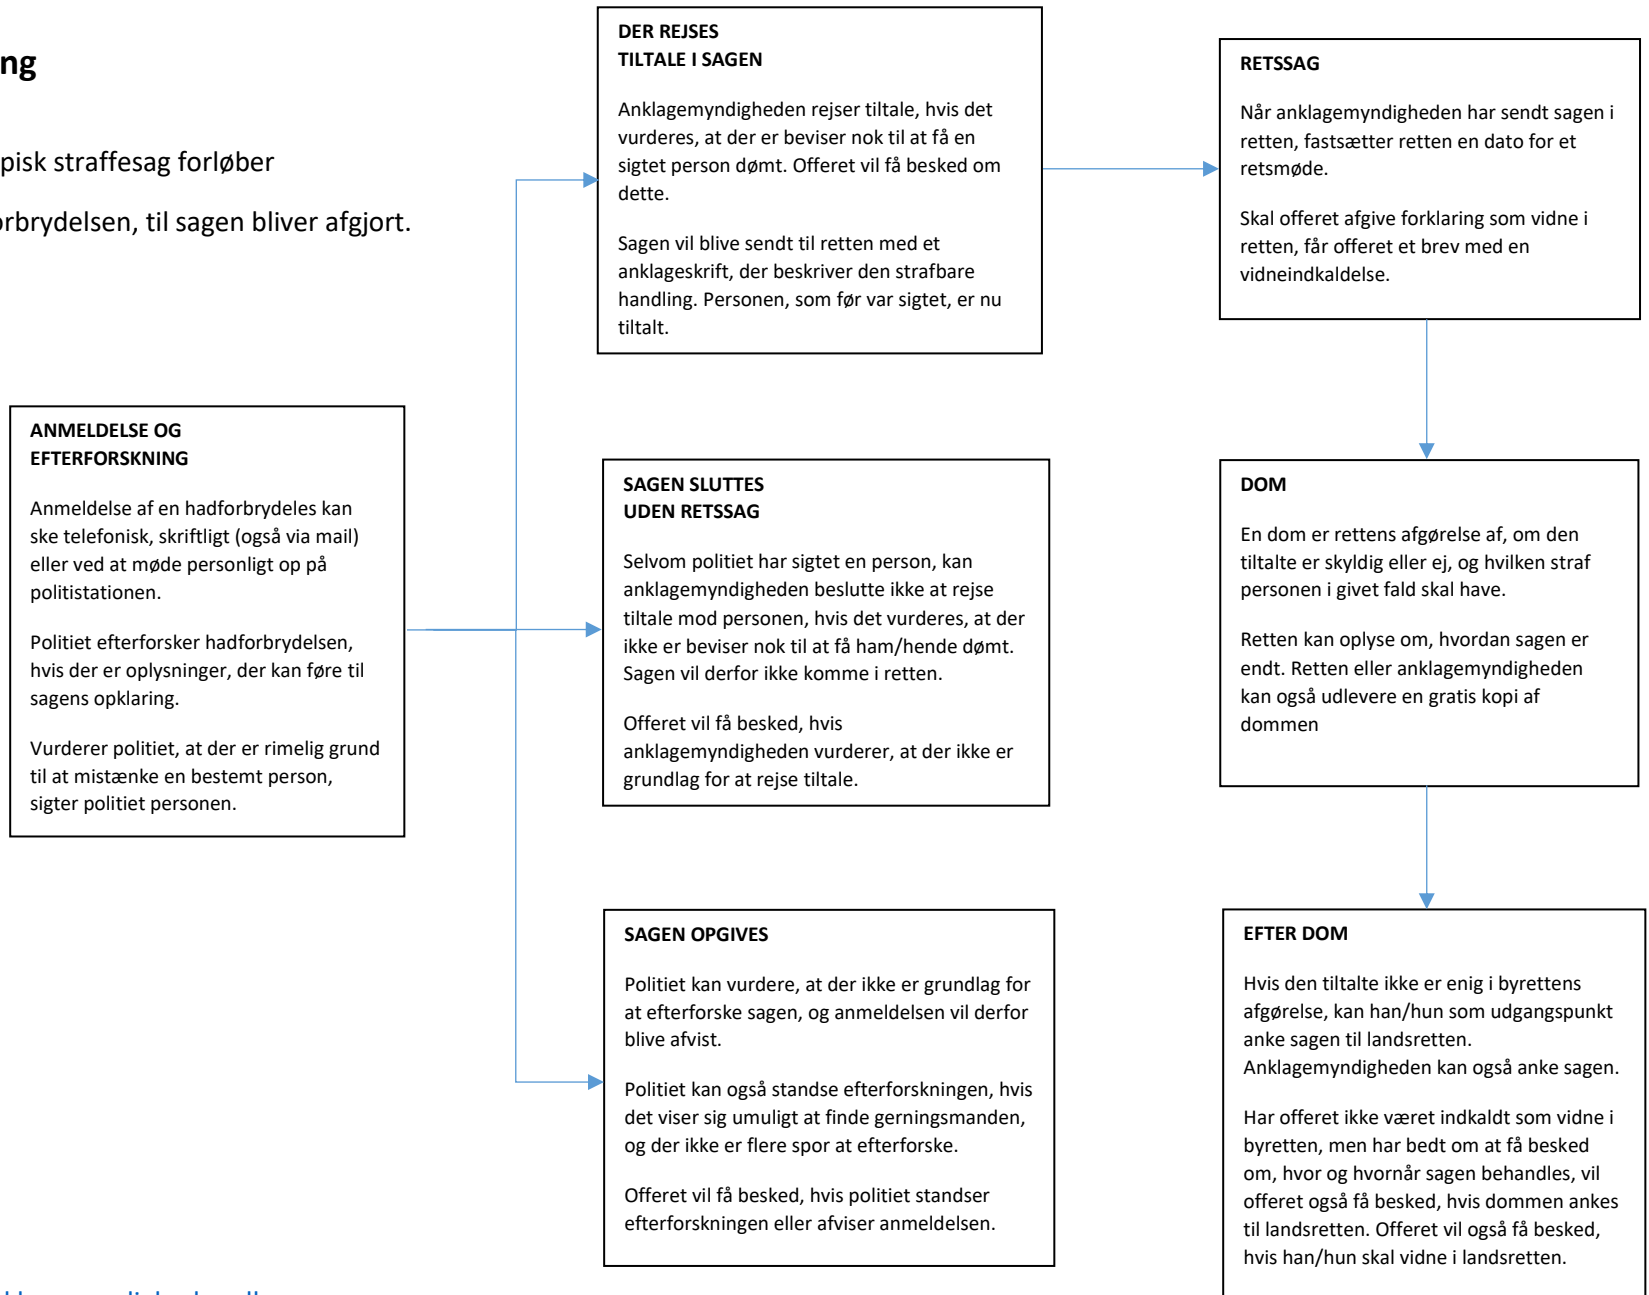 ng
pisk straffesag forløber
orbrydelsen, til sagen bliver afgjort.
ANMELDELSE OG
EFTERFORSKNING
Anmeldelse af en hadforbrydeles kan
ske telefonisk, skriftligt (også via mail)
eller ved at møde personligt op på
politistationen.
Politiet efterforsker hadforbrydelsen,
hvis der er oplysninger, der kan føre til
sagens opklaring.
Vurderer politiet, at der er rimelig grund
til at mistænke en bestemt person,
sigter politiet personen.
DER REJSES
TILTALE I SAGEN
Anklagemyndigheden rejser tiltale, hvis det
vurderes, at der er beviser nok til at få en
sigtet person dømt. Offeret vil få besked om
dette.
Sagen vil blive sendt til retten med et
anklageskrift, der beskriver den strafbare
handling. Personen, som før var sigtet, er nu
tiltalt.
SAGEN SLUTTES
UDEN RETSSAG
Selvom politiet har sigtet en person, kan
anklagemyndigheden beslutte ikke at rejse
tiltale mod personen, hvis det vurderes, at der
ikke er beviser nok til at få ham/hende dømt.
Sagen vil derfor ikke komme i retten.
Offeret vil få besked, hvis
anklagemyndigheden vurderer, at der ikke er
grundlag for at rejse tiltale.
SAGEN OPGIVES
Politiet kan vurdere, at der ikke er grundlag for
at efterforske sagen, og anmeldelsen vil derfor
blive afvist.
Politiet kan også standse efterforskningen, hvis
det viser sig umuligt at finde gerningsmanden,
og der ikke er flere spor at efterforske.
Offeret vil få besked, hvis politiet standser
efterforskningen eller afviser anmeldelsen.
RETSSAG
Når anklagemyndigheden har sendt sagen i
retten, fastsætter retten en dato for et
retsmøde.
Skal offeret afgive forklaring som vidne i
retten, får offeret et brev med en
vidneindkaldelse.
DOM
En dom er rettens afgørelse af, om den
tiltalte er skyldig eller ej, og hvilken straf
personen i givet fald skal have.
Retten kan oplyse om, hvordan sagen er
endt. Retten eller anklagemyndigheden
kan også udlevere en gratis kopi af
dommen
EFTER DOM
Hvis den tiltalte ikke er enig i byrettens
afgørelse, kan han/hun som udgangspunkt
anke sagen til landsretten.
Anklagemyndigheden kan også anke sagen.
Har offeret ikke været indkaldt som vidne i
byretten, men har bedt om at få besked
om, hvor og hvornår sagen behandles, vil
offeret også få besked, hvis dommen ankes
til landsretten. Offeret vil også få besked,
hvis han/hun skal vidne i landsretten.